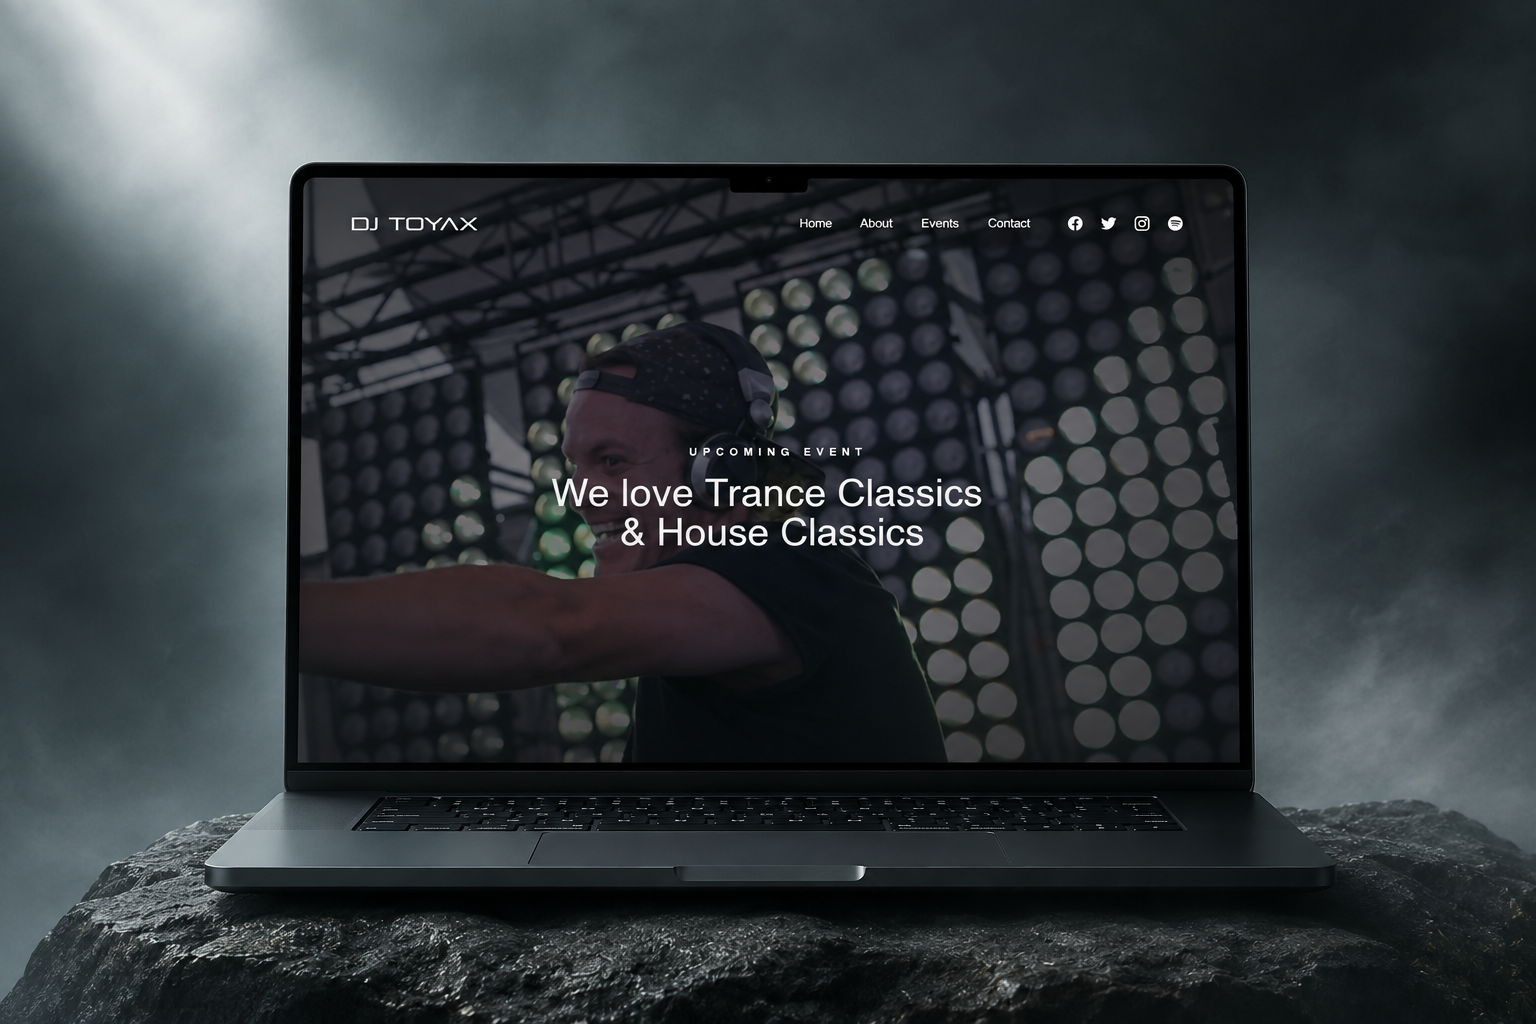 DJ TOYAX
Home About Events Contact
UPCOMING EVENT
We love Trance Classics
& House Classics